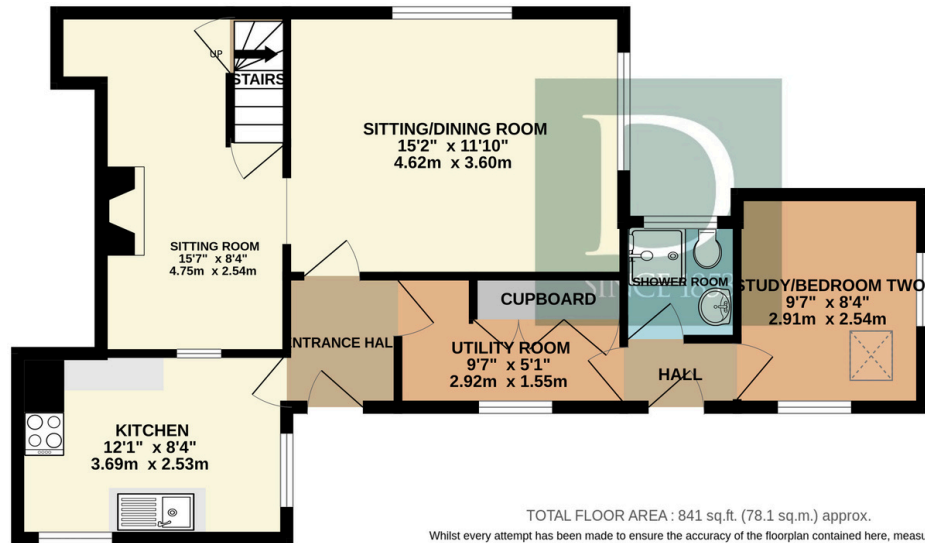 UP
STAIRS
SITTING/DINING ROOM
15'2" x 11'10"
4.62m x 3.60m
SITTING ROOM
15'7" x 8'4"
4.75m x 2.54m
SHOWER ROOM
STUDY/BEDROOM TWO
9'7" x 8'4"
2.91m x 2.54m
D
SINCE 1858
CUPBOARD
ENTRANCE HALL
UTILITY ROOM
9'7" x 5'1"
2.92m x 1.55m
HALL
KITCHEN
12'1" x 8'4"
3.69m x 2.53m
TOTAL FLOOR AREA : 841 sq.ft. (78.1 sq.m.) approx.
Whilst every attempt has been made to ensure the accuracy of the floorplan contained here, measu